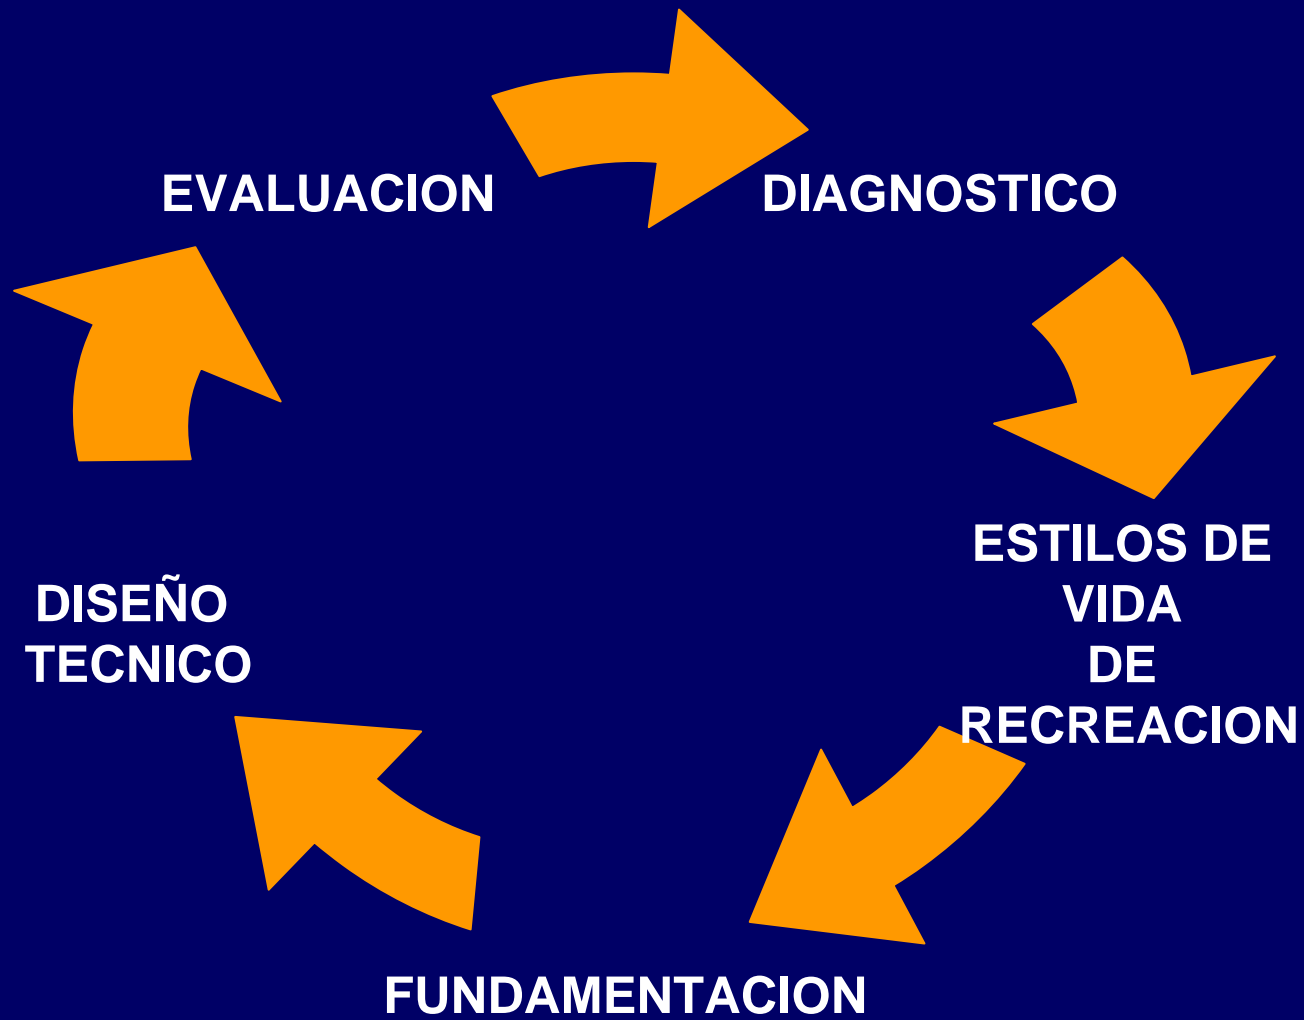 EVALUACION
DIAGNOSTICO
ESTILOS DE
VIDA
DE
RECREACION
FUNDAMENTACION
DISEÑO
TECNICO